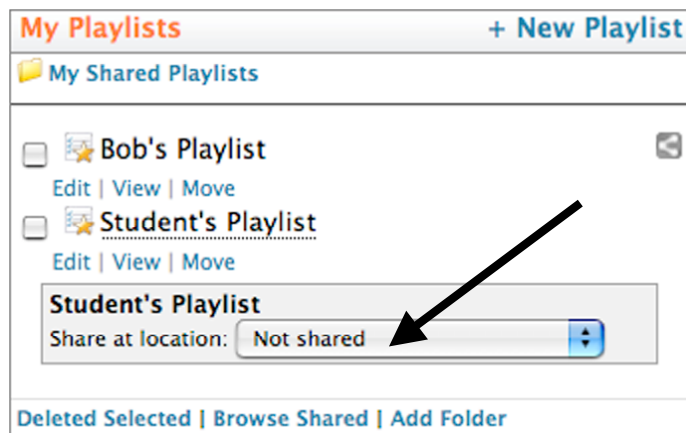 My Playlists + New Playlist
My Shared Playlists
Bob's Playlist
Edit | View | Move
Student's Playlist
Edit | View | Move
Student's Playlist
Share at location: Not shared
Deleted Selected | Browse Shared | Add Folder